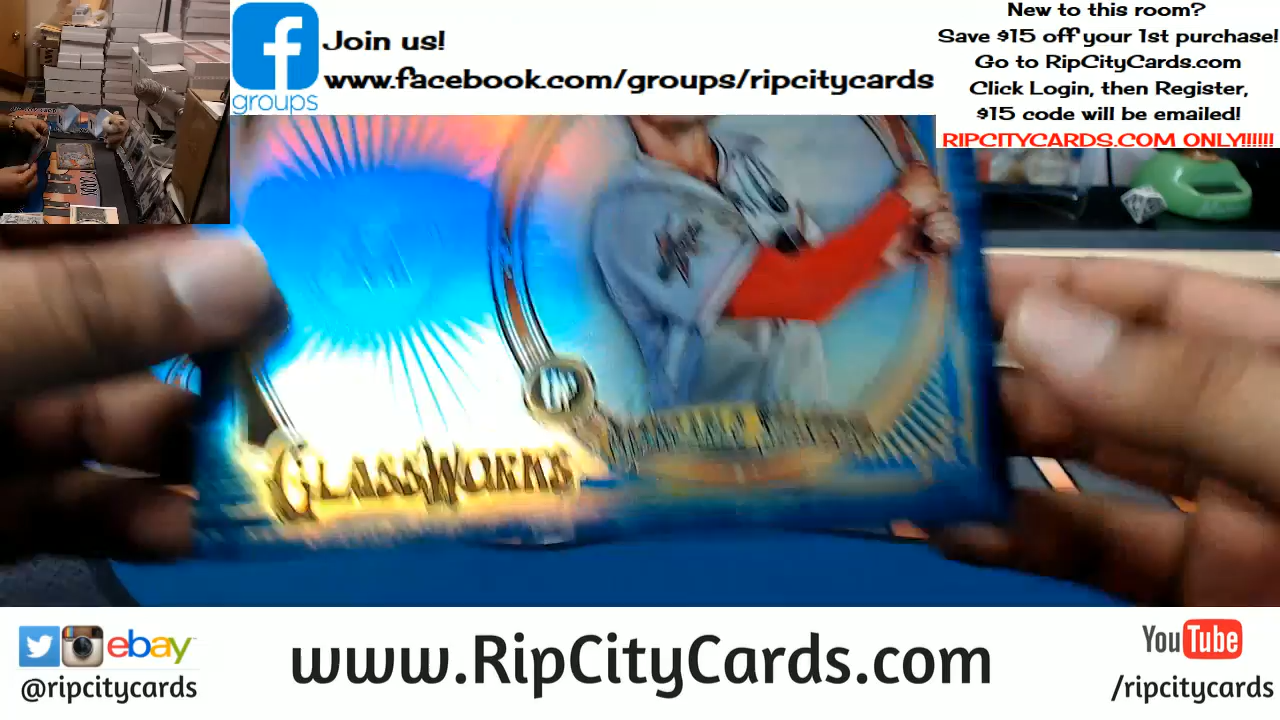 Join us!
www.facebook.com/groups/ripcitycards
groups
New to this room?
Save $15 off your 1st purchase!
Go to RipCityCards.com
Click Login, then Register,
$15 code will be emailed!
RIPCITYCARDS.COM ONLY!!!!!!
GLASSWORKS
ebay
@ripcitycards
www.RipCityCards.com
YouTube
/ripcitycards